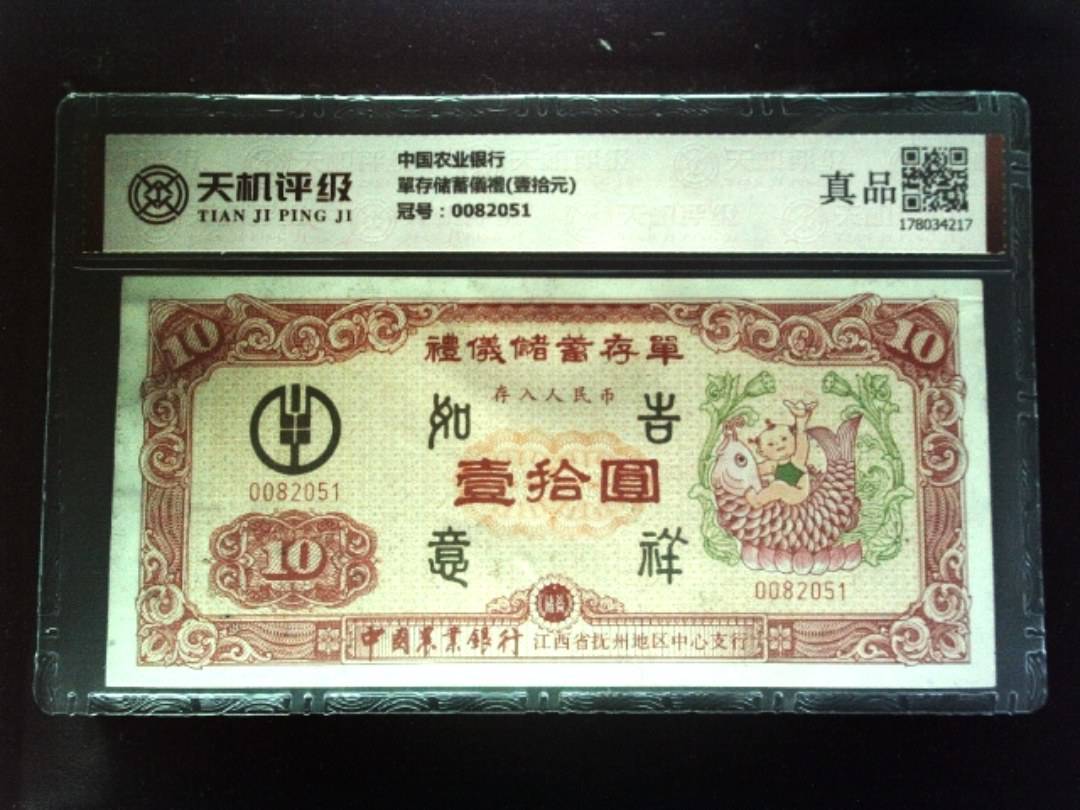 天机评级
TIAN JI PING JI
中国农业银行
單存储蓄儀禮(壹拾元)
冠号：0082051
真品
178034217
10
10
禮儀儲蓄存單
存入人民币
如
吉
壹拾圓
0082051
10
意
祥
0082051
中國農業銀行 江西省抚州地区中心支行